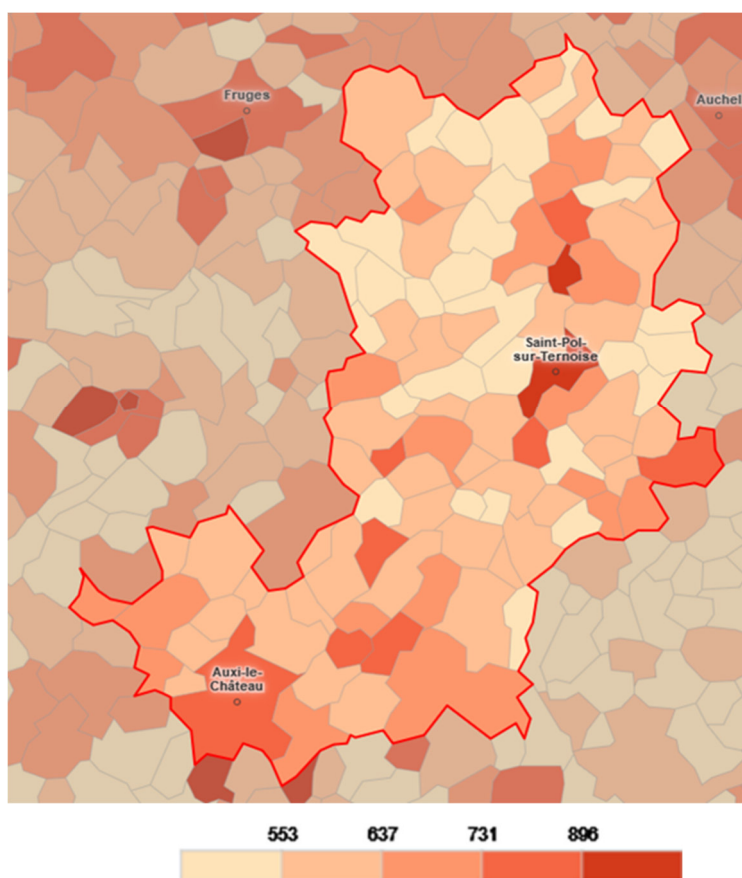 Fruges
Auchel
Saint-Pol-
sur-Ternoise
Auxi-le-
Château
553 637 731 896